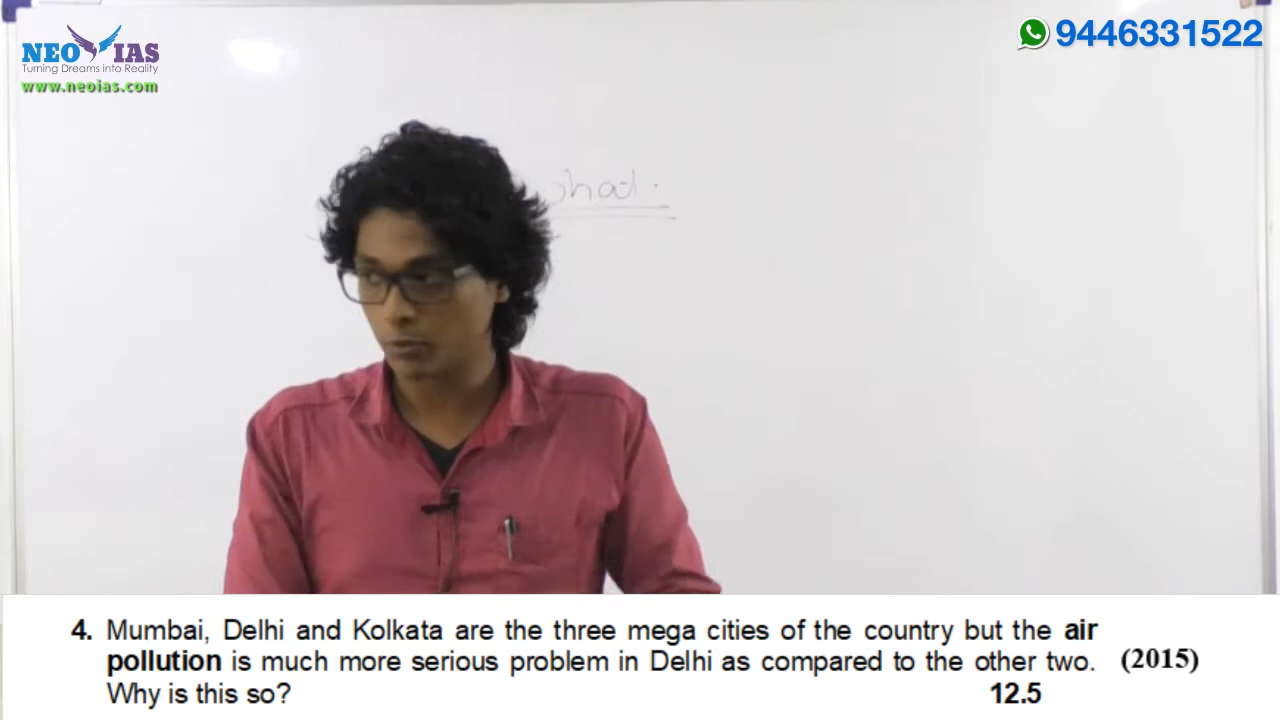 NEO IAS
Turning Dreams into Reality
www.neoias.com
9446331522
4. Mumbai, Delhi and Kolkata are the three mega cities of the country but the air
pollution is much more serious problem in Delhi as compared to the other two. (2015)
Why is this so? 12.5